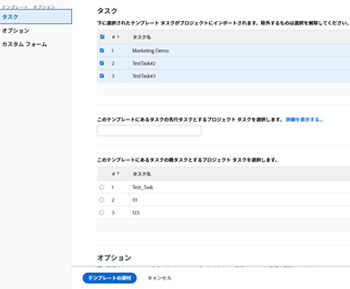 テンプレート オプション
タスク
オプション
カスタム フォーム
タスク
下に選択されたテンプレート タスクがプロジェクトにインポートされます。除外するものは選択を解除してください。
# タスク名
1 Marketing Demo
2 TestTask#2
3 TestTask#3
このテンプレートにあるタスクの先行タスクとするプロジェクト タスクを選択します。 詳細を表示する...
このテンプレートにあるタスクの親タスクとするプロジェクト タスクを選択します。
# タスク名
1 Test_Task
2 111
3 123
オプション
テンプレートの添付 キャンセル